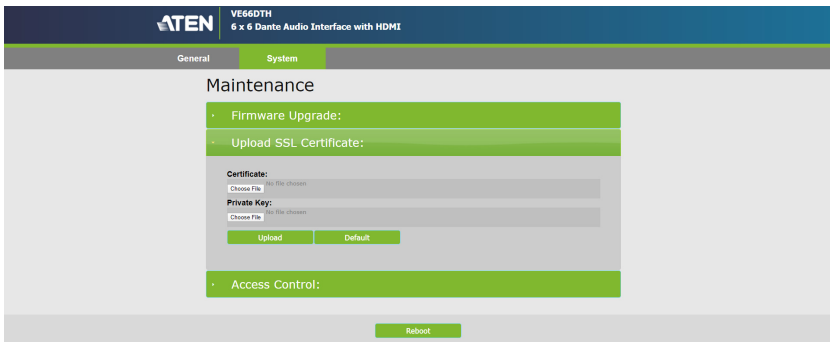 ATEN
VE66DTH
6 x 6 Dante Audio Interface with HDMI
General System
Maintenance
Firmware Upgrade:
Upload SSL Certificate:
Certificate:
Choose File No file chosen
Private Key:
Choose File No file chosen
Upload Default
Access Control:
Reboot